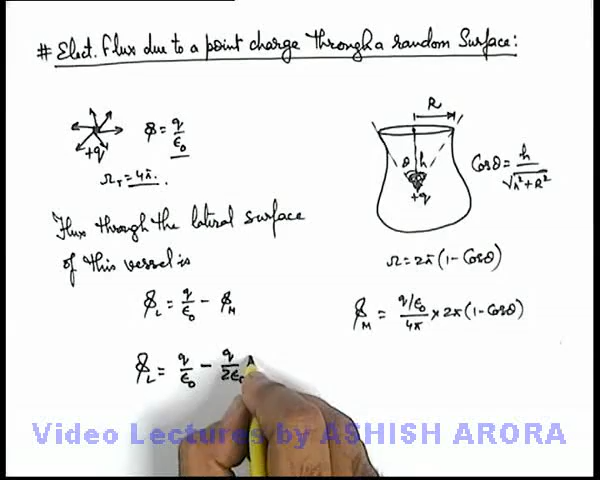 # Elect. Flux due to a point charge through a random Surface:
+q
φ = q/ε₀
Ω_T = 4π.
R
θ
h
+q
Cosθ = h/√(h²+R²)
Flux through the lateral surface
of this vessel is
Ω = 2π(1 - Cosθ)
φ_L = q/ε₀ - φ_M
φ_M = (q/ε₀)/4π × 2π(1 - Cosθ)
φ_L = q/ε₀ - q/2ε₀
Video Lectures by ASHISH ARORA